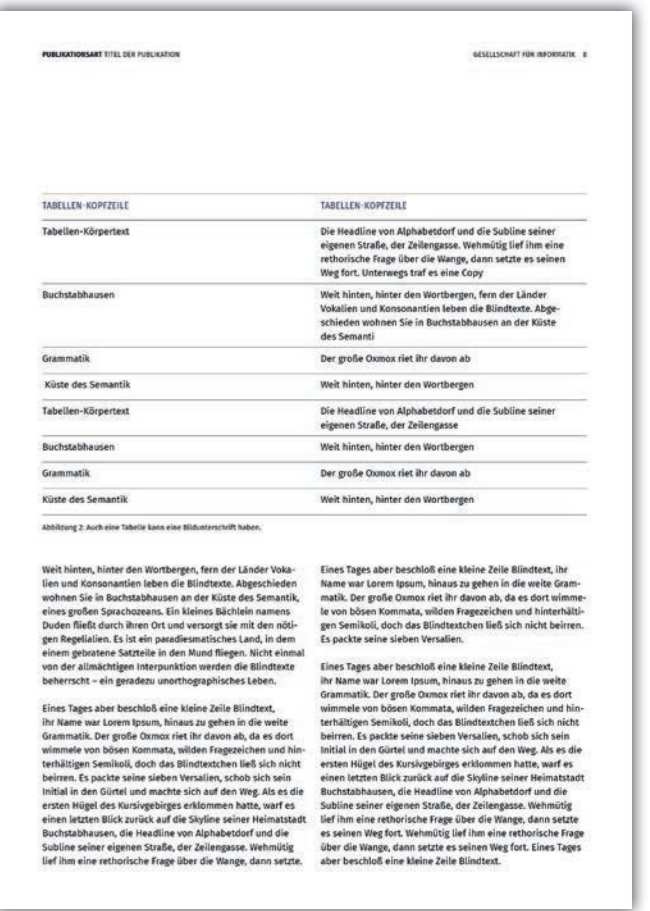 PUBLIKATIONSART TITEL DER PUBLIKATION
GESELLSCHAFT FÜR INFORMATIK 8
TABELLEN-KOPFZEILE
TABELLEN-KOPFZEILE
Tabellen-Körpertext
Die Headline von Alphabetdorf und die Subline seiner
eigenen Straße, der Zeilengasse. Wehmütig lief ihm eine
rethorische Frage über die Wange, dann setzte es seinen
Weg fort. Unterwegs traf es eine Copy
Buchstabhausen
Weit hinten, hinter den Wortbergen, fern der Länder
Vokalien und Konsonantien leben die Blindtexte. Abge-
schieden wohnen Sie in Buchstabhausen an der Küste
des Semanti
Grammatik
Der große Oxmox riet ihr davon ab
Küste des Semantik
Weit hinten, hinter den Wortbergen
Tabellen-Körpertext
Die Headline von Alphabetdorf und die Subline seiner
eigenen Straße, der Zeilengasse
Buchstabhausen
Weit hinten, hinter den Wortbergen
Grammatik
Der große Oxmox riet ihr davon ab
Küste des Semantik
Weit hinten, hinter den Wortbergen
Abbildung 2: Auch eine Tabelle kann eine Bildunterschrift haben.
Weit hinten, hinter den Wortbergen, fern der Länder Voka-
lien und Konsonantien leben die Blindtexte. Abgeschieden
wohnen Sie in Buchstabhausen an der Küste des Semantik,
eines großen Sprachozeans. Ein kleines Bächlein namens
Duden fließt durch ihren Ort und versorgt sie mit den nöti-
gen Regelialien. Es ist ein paradiesmatisches Land, in dem
einem gebratene Satzteile in den Mund fliegen. Nicht einmal
von der allmächtigen Interpunktion werden die Blindtexte
beherrscht – ein geradezu unorthographisches Leben.
Eines Tages aber beschloß eine kleine Zeile Blindtext,
ihr Name war Lorem Ipsum, hinaus zu gehen in die weite
Grammatik. Der große Oxmox riet ihr davon ab, da es dort
wimmele von bösen Kommata, wilden Fragezeichen und hin-
terhältigen Semikoli, doch das Blindtextchen ließ sich nicht
beirren. Es packte seine sieben Versalien, schob sich sein
Initial in den Gürtel und machte sich auf den Weg. Als es die
ersten Hügel des Kursivgebirges erklommen hatte, warf es
einen letzten Blick zurück auf die Skyline seiner Heimatstadt
Buchstabhausen, die Headline von Alphabetdorf und die
Subline seiner eigenen Straße, der Zeilengasse. Wehmütig
lief ihm eine rethorische Frage über die Wange, dann setzte.
Eines Tages aber beschloß eine kleine Zeile Blindtext, ihr
Name war Lorem Ipsum, hinaus zu gehen in die weite Gram-
matik. Der große Oxmox riet ihr davon ab, da es dort wimme-
le von bösen Kommata, wilden Fragezeichen und hinterhälti-
gen Semikoli, doch das Blindtextchen ließ sich nicht beirren.
Es packte seine sieben Versalien.
Eines Tages aber beschloß eine kleine Zeile Blindtext,
ihr Name war Lorem Ipsum, hinaus zu gehen in die weite
Grammatik. Der große Oxmox riet ihr davon ab, da es dort
wimmele von bösen Kommata, wilden Fragezeichen und hin-
terhältigen Semikoli, doch das Blindtextchen ließ sich nicht
beirren. Es packte seine sieben Versalien, schob sich sein
Initial in den Gürtel und machte sich auf den Weg. Als es die
ersten Hügel des Kursivgebirges erklommen hatte, warf es
einen letzten Blick zurück auf die Skyline seiner Heimatstadt
Buchstabhausen, die Headline von Alphabetdorf und die
Subline seiner eigenen Straße, der Zeilengasse. Wehmütig
lief ihm eine rethorische Frage über die Wange, dann setzte
es seinen Weg fort. Wehmütig lief ihm eine rethorische Frage
über die Wange, dann setzte es seinen Weg fort. Eines Tages
aber beschloß eine kleine Zeile Blindtext.